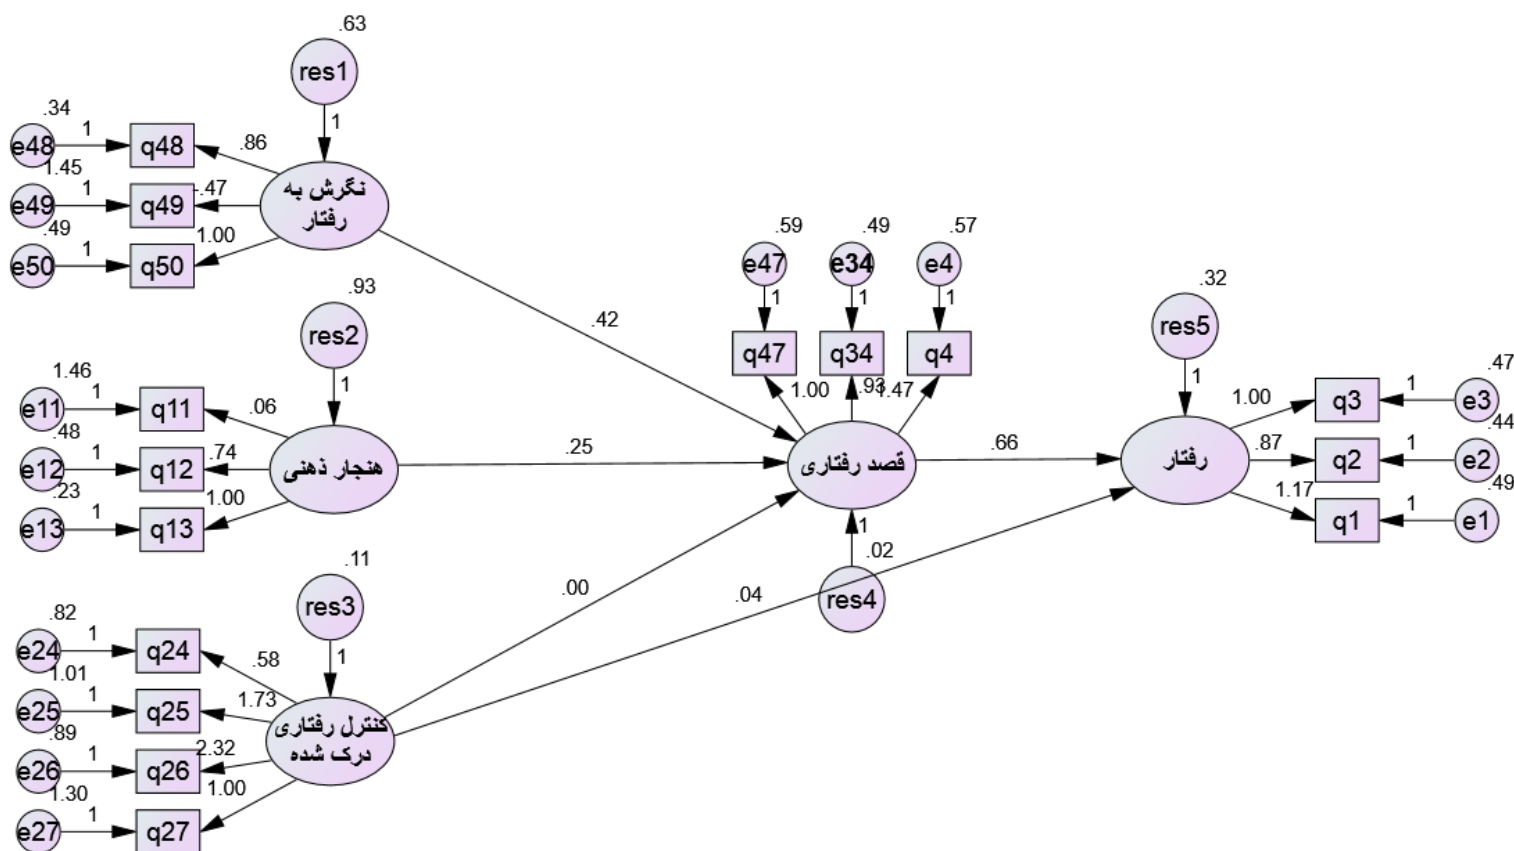 .63
res1
1
.34
e48
1
q48
.86
نگرش به
رفتار
1.45
e49
1
q49
-.47
.49
e50
1
q50
1.00
.93
res2
1
1.46
e11
1
q11
.06
هنجار ذهنی
.48
e12
1
q12
.74
.23
e13
1
q13
1.00
.11
res3
1
.82
e24
1
q24
.58
1.01
e25
1
q25
1.73
کنترل رفتاری
درک شده
.89
e26
1
q26
2.32
1.30
e27
1
q27
1.00
.42
.25
.00
.04
.59
e47
1
q47
1.00
.49
e34
1
q34
.93
.57
e4
1
q4
1.47
قصد رفتاری
1
.02
res4
.66
.32
res5
1
رفتار
1.00
q3
1
.47
e3
.87
q2
1
.44
e2
1.17
q1
1
.49
e1